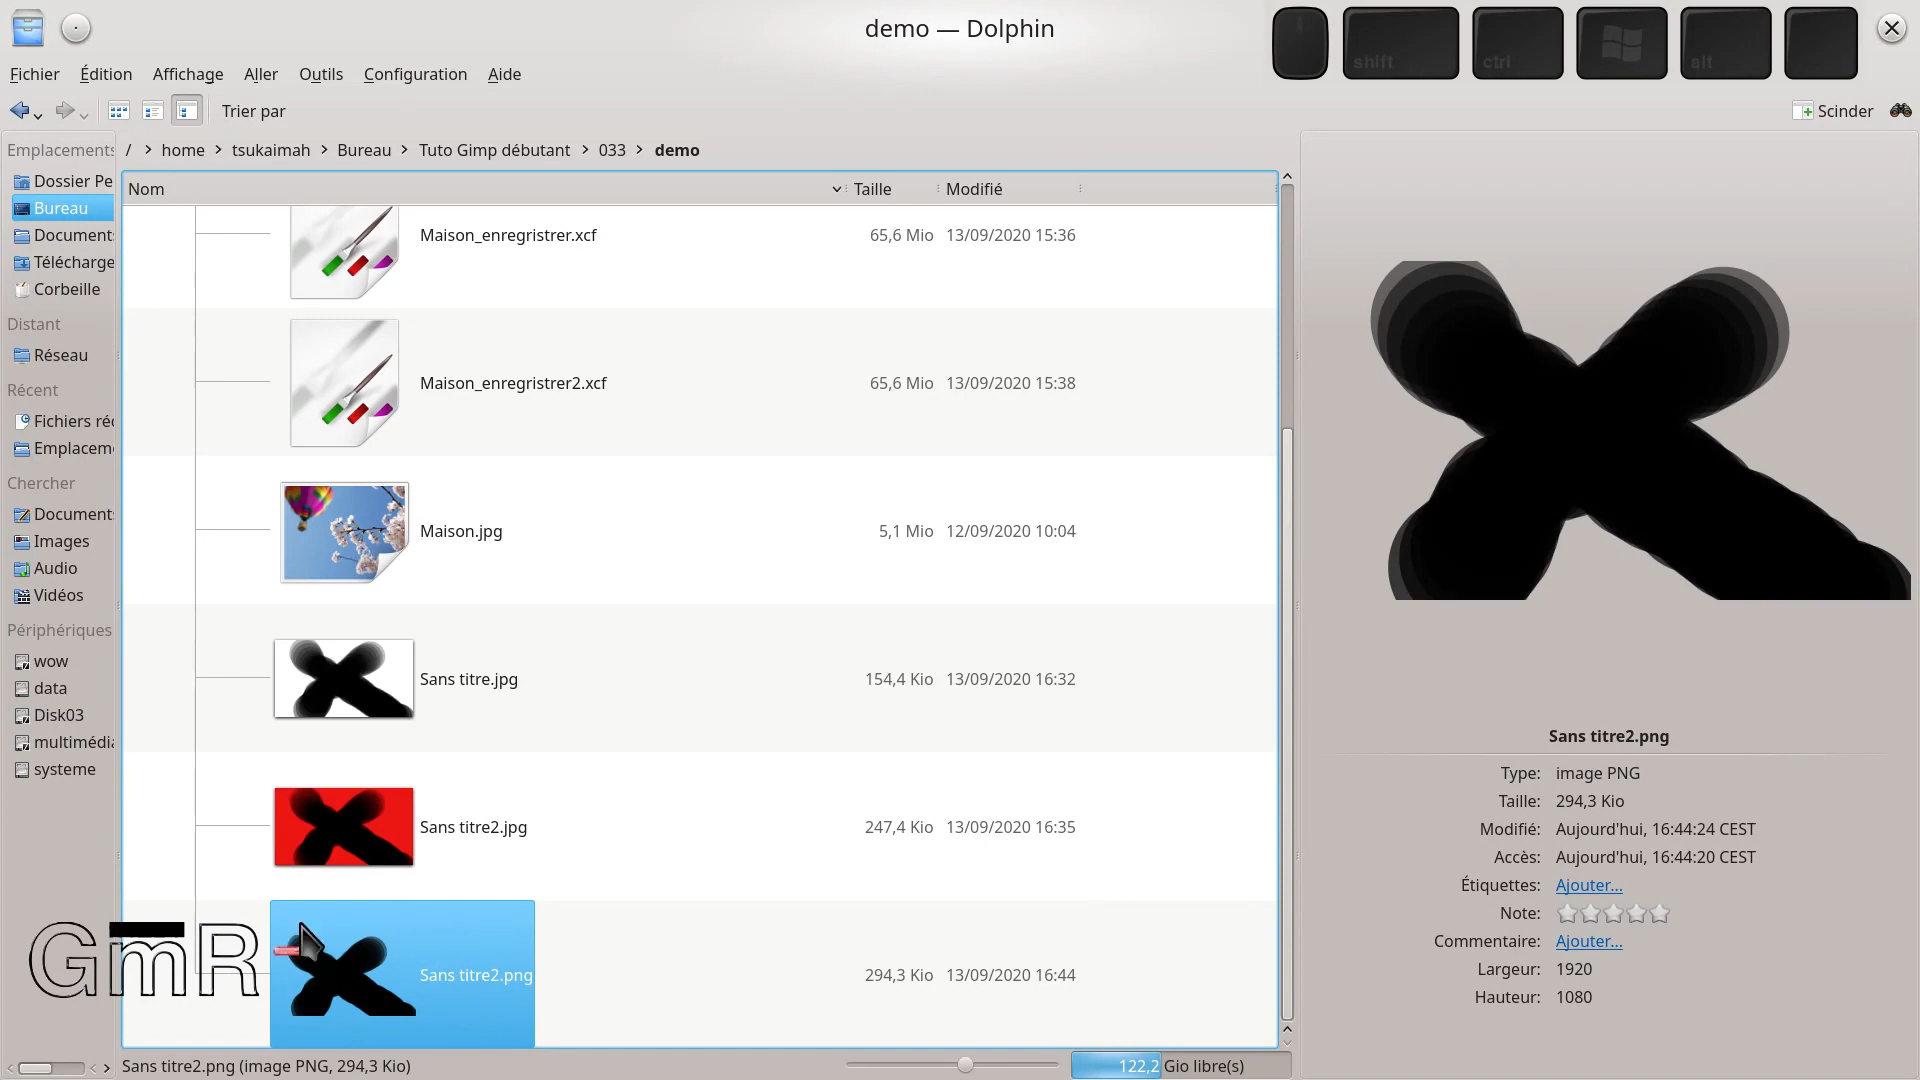 demo — Dolphin
shift
ctrl
alt
Fichier Édition Affichage Aller Outils Configuration Aide
Trier par
Scinder
Emplacements
Dossier Pe
Bureau
Document
Télécharge
Corbeille
Distant
Réseau
Récent
Fichiers réc
Emplacem
Chercher
Document
Images
Audio
Vidéos
Périphériques
wow
data
Disk03
multimédia
systeme
/ > home > tsukaimah > Bureau > Tuto Gimp débutant > 033 > demo
Nom Taille Modifié
Maison_enregistrer.xcf 65,6 Mio 13/09/2020 15:36
Maison_enregistrer2.xcf 65,6 Mio 13/09/2020 15:38
Maison.jpg 5,1 Mio 12/09/2020 10:04
Sans titre.jpg 154,4 Kio 13/09/2020 16:32
Sans titre2.jpg 247,4 Kio 13/09/2020 16:35
Sans titre2.png 294,3 Kio 13/09/2020 16:44
GmR
Sans titre2.png (image PNG, 294,3 Kio)
122,2 Gio libre(s)
Sans titre2.png
Type: image PNG
Taille: 294,3 Kio
Modifié: Aujourd'hui, 16:44:24 CEST
Accès: Aujourd'hui, 16:44:20 CEST
Étiquettes: Ajouter...
Note:
Commentaire: Ajouter...
Largeur: 1920
Hauteur: 1080